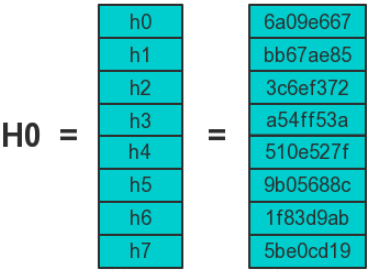 h0 6a09e667
h1 bb67ae85
h2 3c6ef372
h3 a54ff53a
H0 = h4 = 510e527f
h5 9b05688c
h6 1f83d9ab
h7 5be0cd19